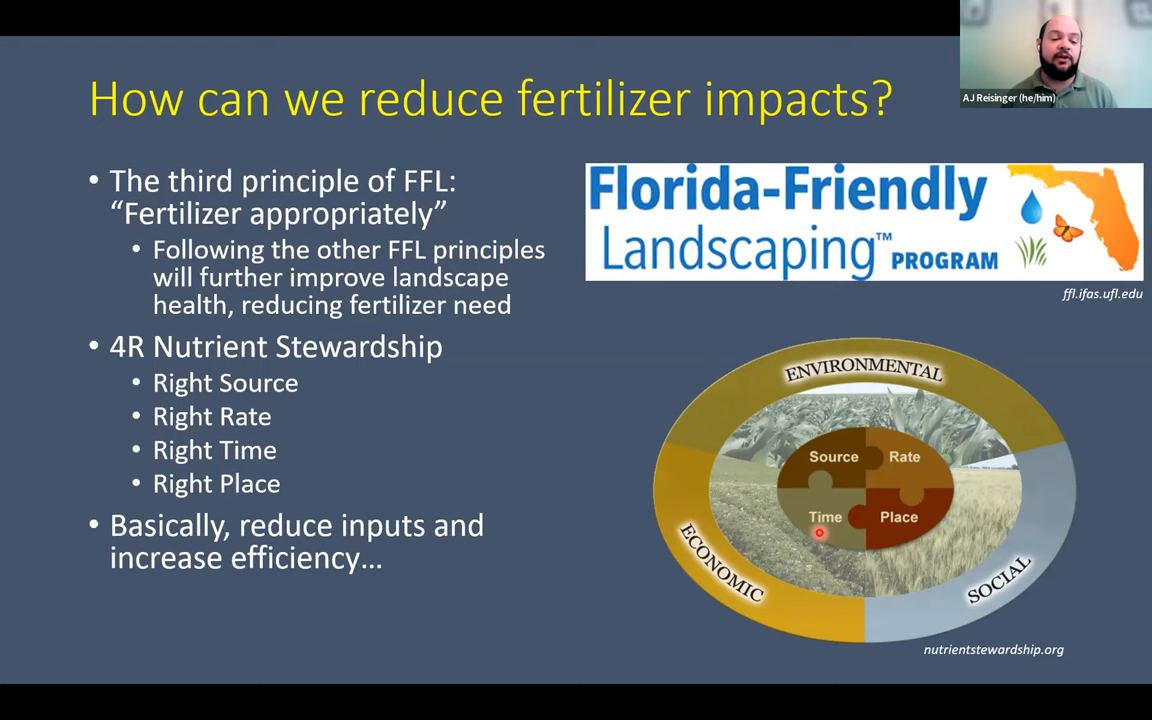 AJ Reisinger (he/him)
How can we reduce fertilizer impacts?
• The third principle of FFL:
“Fertilizer appropriately”
• Following the other FFL principles
will further improve landscape
health, reducing fertilizer need
• 4R Nutrient Stewardship
• Right Source
• Right Rate
• Right Time
• Right Place
• Basically, reduce inputs and
increase efficiency…
Florida-Friendly
Landscaping™ PROGRAM
ffl.ifas.ufl.edu
ENVIRONMENTAL
Source Rate
Time Place
ECONOMIC
SOCIAL
nutrientstewardship.org